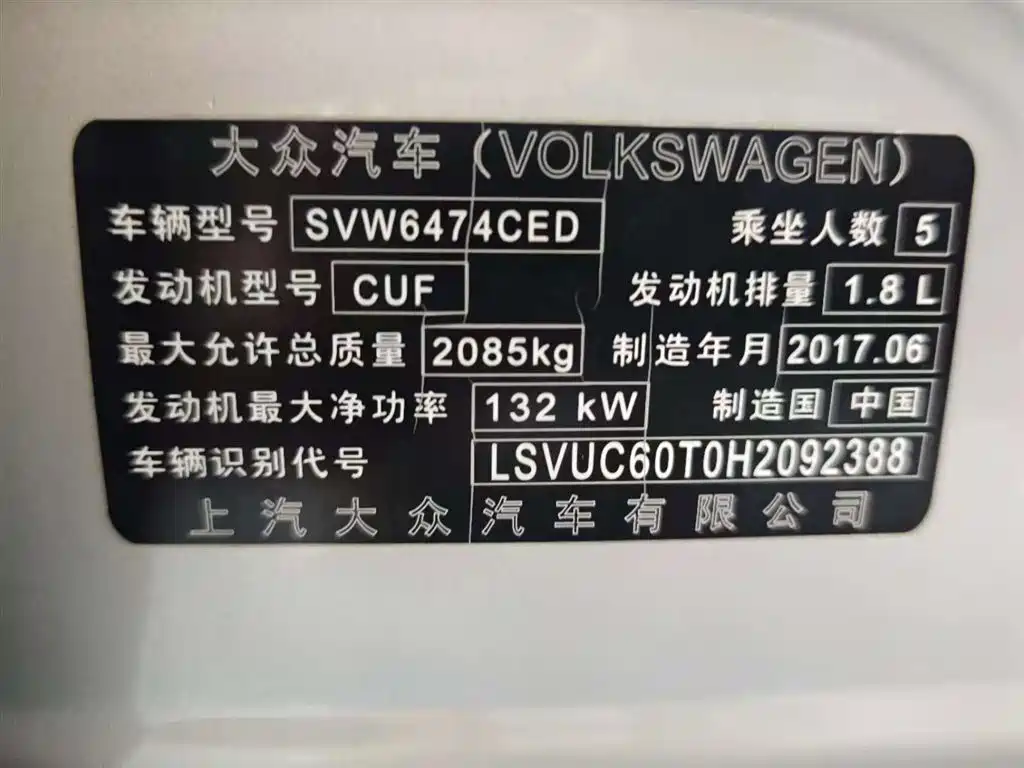 大众汽车(VOLKSWAGEN)
车辆型号 SVW6474CED 乘坐人数 5
发动机型号 CUF 发动机排量 1.8 L
最大允许总质量 2085kg 制造年月 2017.06
发动机最大净功率 132 kW 制造国 中国
车辆识别代号 LSVUC60T0H2092388
上汽大众汽车有限公司